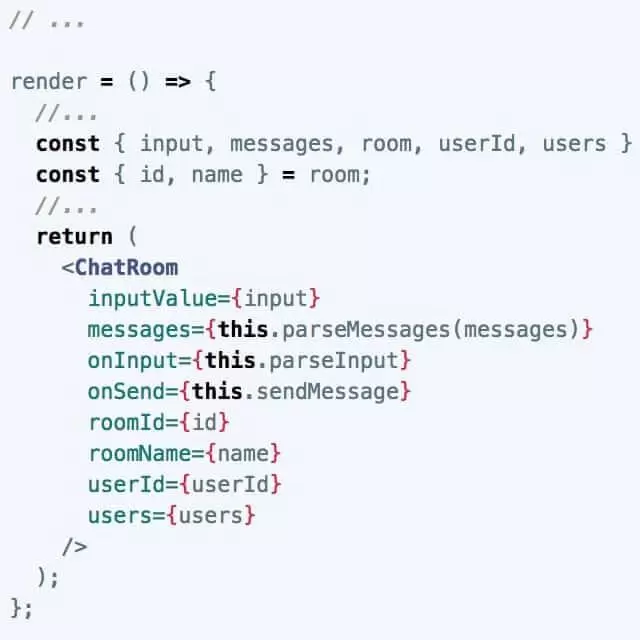 // ...
render = () => {
//...
const { input, messages, room, userId, users }
const { id, name } = room;
//...
return (
<ChatRoom
inputValue={input}
messages={this.parseMessages(messages)}
onInput={this.parseInput}
onSend={this.sendMessage}
roomId={id}
roomName={name}
userId={userId}
users={users}
/>
);
};